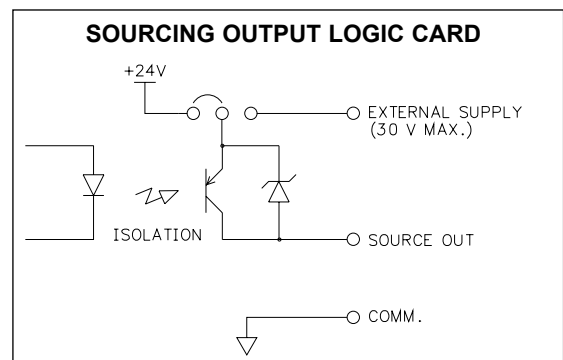 SOURCING OUTPUT LOGIC CARD
+24V
EXTERNAL SUPPLY
(30 V MAX.)
ISOLATION
SOURCE OUT
COMM.